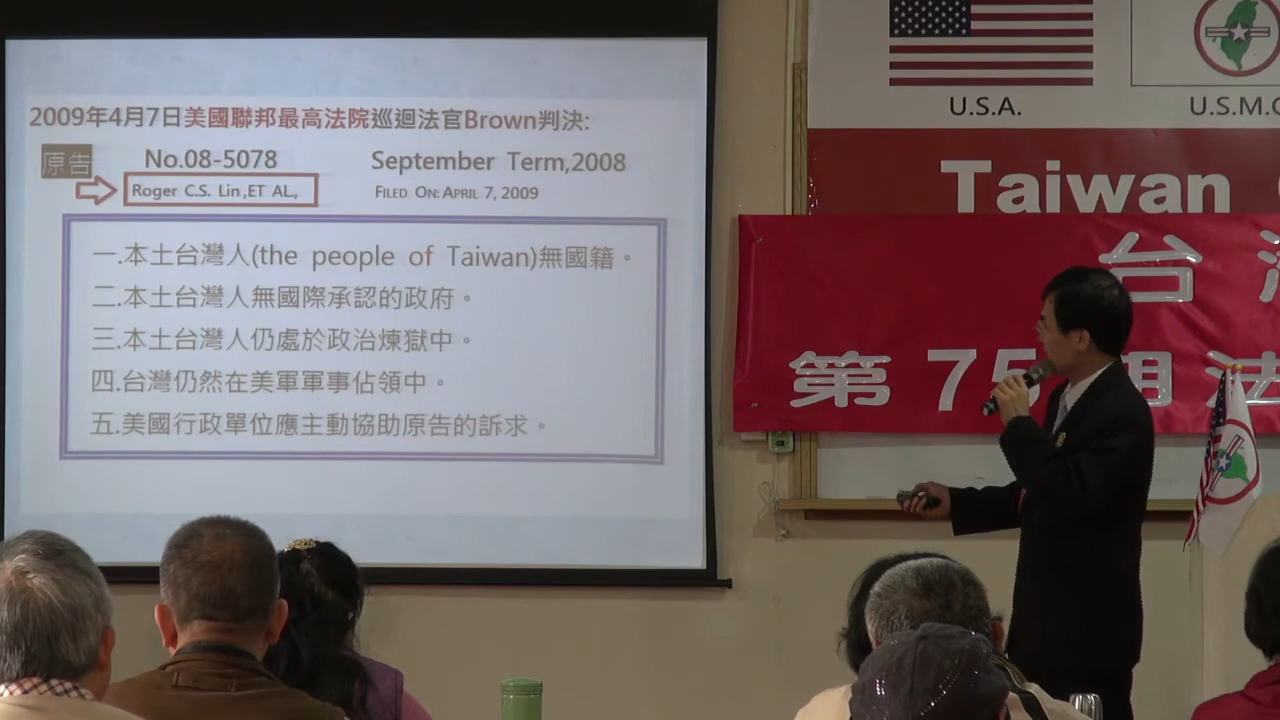 2009年4月7日美國聯邦最高法院巡迴法官Brown判決:
原告
No.08-5078
September Term,2008
Roger C.S. Lin,ET AL.,
FILED ON: APRIL 7, 2009
一.本土台灣人(the people of Taiwan)無國籍。
二.本土台灣人無國際承認的政府。
三.本土台灣人仍處於政治煉獄中。
四.台灣仍然在美軍軍事佔領中。
五.美國行政單位應主動協助原告的訴求。
U.S.A.
U.S.M.G
Taiwan
台灣
第75期法